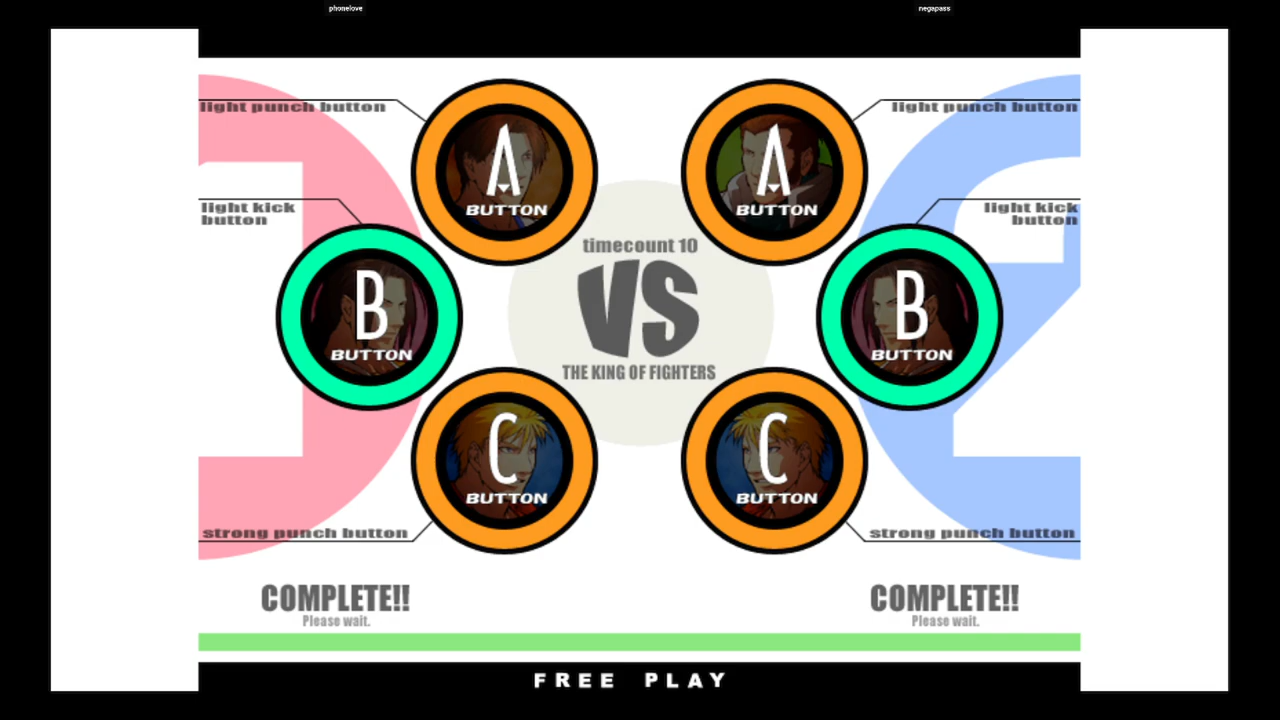 phonelove
negapass
light punch button
light punch button
A
BUTTON
A
BUTTON
light kick
button
light kick
button
timecount 10
VS
THE KING OF FIGHTERS
B
BUTTON
B
BUTTON
C
BUTTON
C
BUTTON
strong punch button
strong punch button
COMPLETE!!
Please wait.
COMPLETE!!
Please wait.
FREE PLAY